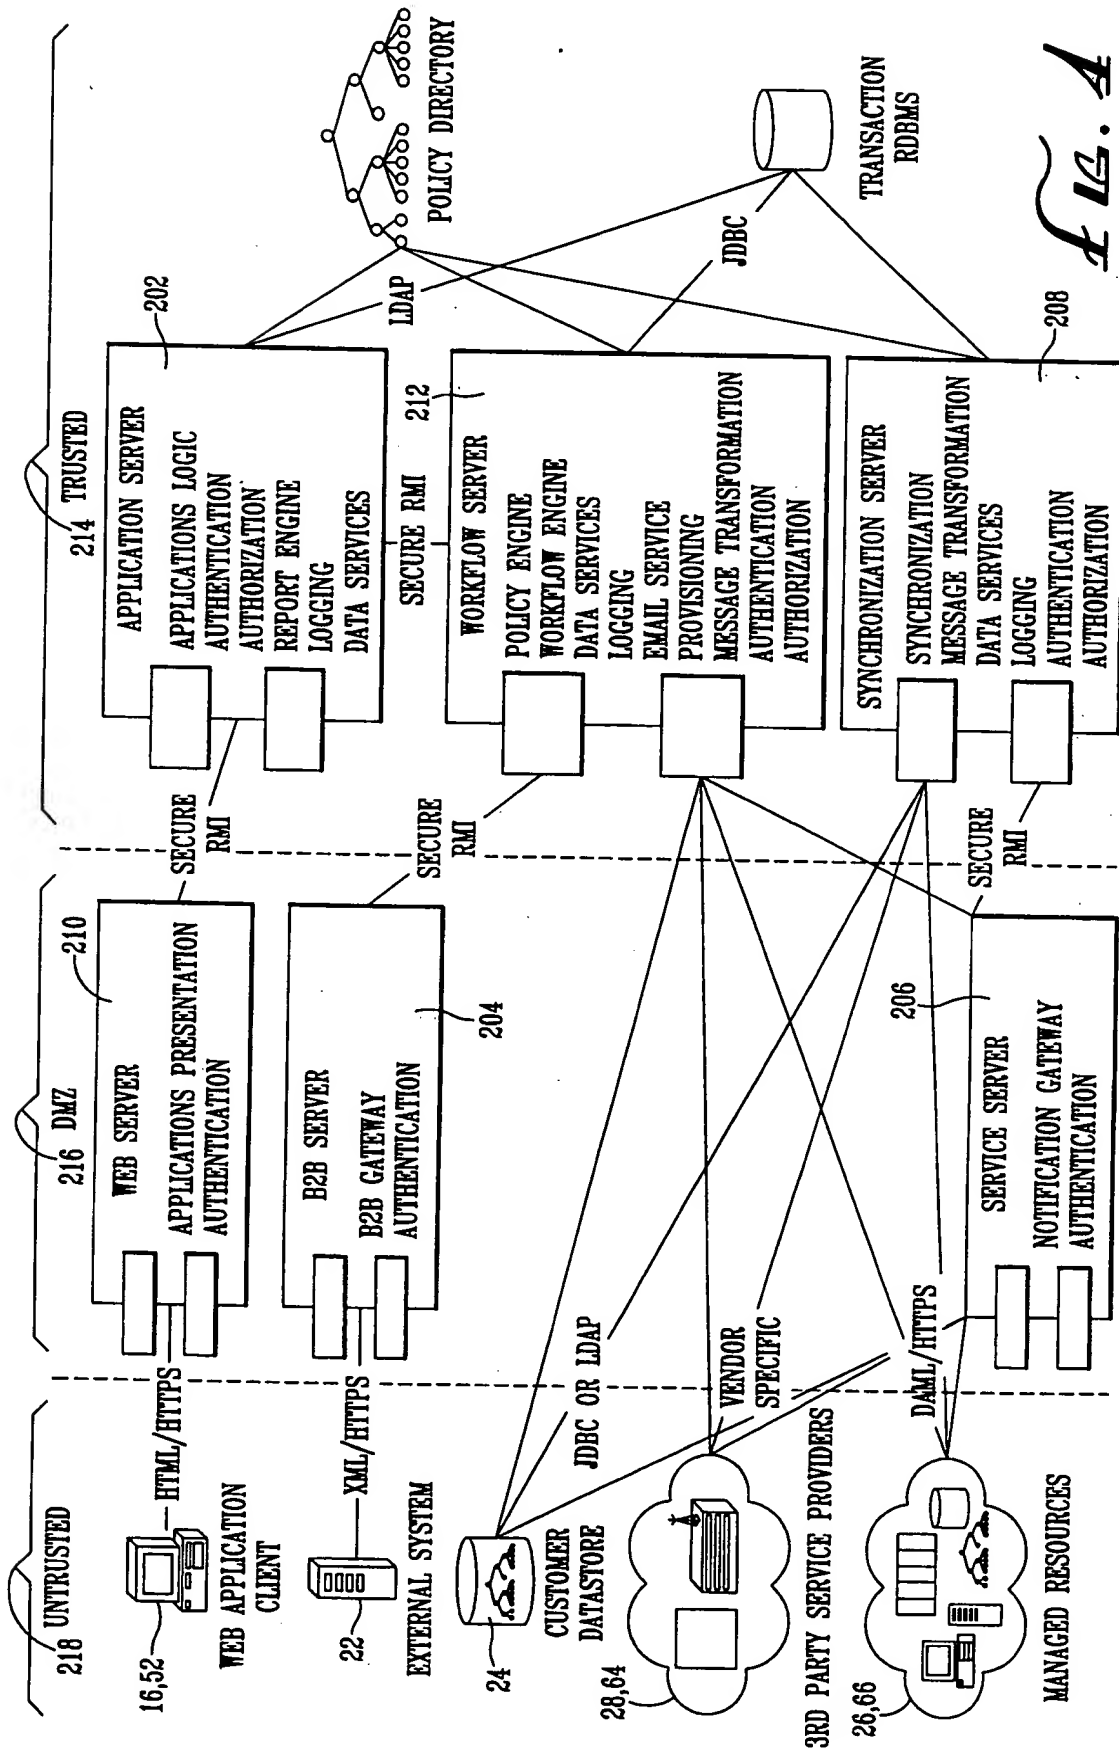 218 UNTRUSTED
216 DMZ
214 TRUSTED
16,52
WEB APPLICATION
CLIENT
HTML/HTTPS
210
WEB SERVER
APPLICATIONS PRESENTATION
AUTHENTICATION
SECURE
RMI
202
APPLICATION SERVER
APPLICATIONS LOGIC
AUTHENTICATION
AUTHORIZATION
REPORT ENGINE
LOGGING
DATA SERVICES
LDAP
POLICY DIRECTORY
22
EXTERNAL SYSTEM
XML/HTTPS
B2B SERVER
B2B GATEWAY
AUTHENTICATION
204
SECURE
RMI
SECURE RMI
212
WORKFLOW SERVER
POLICY ENGINE
WORKFLOW ENGINE
DATA SERVICES
LOGGING
EMAIL SERVICE
PROVISIONING
MESSAGE TRANSFORMATION
AUTHENTICATION
AUTHORIZATION
JDBC
TRANSACTION
RDBMS
24
CUSTOMER
DATASTORE
JDBC OR LDAP
28,64
3RD PARTY SERVICE PROVIDERS
VENDOR
SPECIFIC
26,66
MANAGED RESOURCES
DAML/HTTPS
206
SERVICE SERVER
NOTIFICATION GATEWAY
AUTHENTICATION
SECURE
RMI
SYNCHRONIZATION SERVER
SYNCHRONIZATION
MESSAGE TRANSFORMATION
DATA SERVICES
LOGGING
AUTHENTICATION
AUTHORIZATION
208
FIG. 4